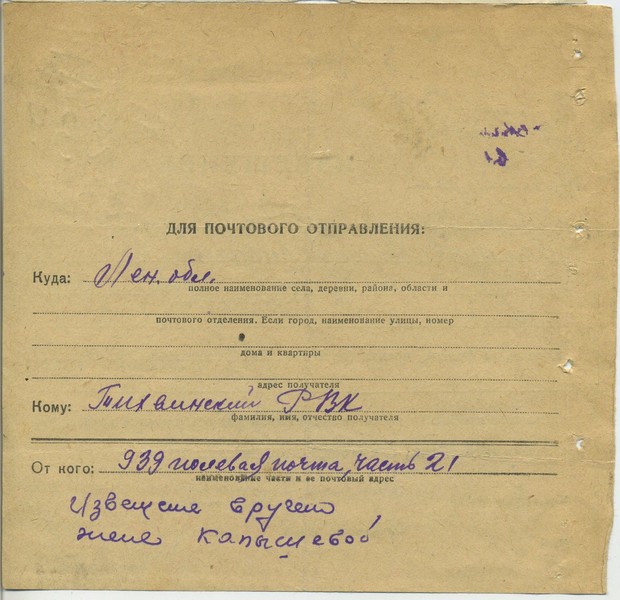 ДЛЯ ПОЧТОВОГО ОТПРАВЛЕНИЯ:
Куда: Лен. обл.
полное наименование села, деревни, района, области и
почтового отделения. Если город, наименование улицы, номер
дома и квартиры
адрес получателя
Кому: Тихвинский РВК
фамилия, имя, отчество получателя
От кого: 939 полевая почта, часть 21
наименование части и ее почтовый адрес
Извещение вручено
жене